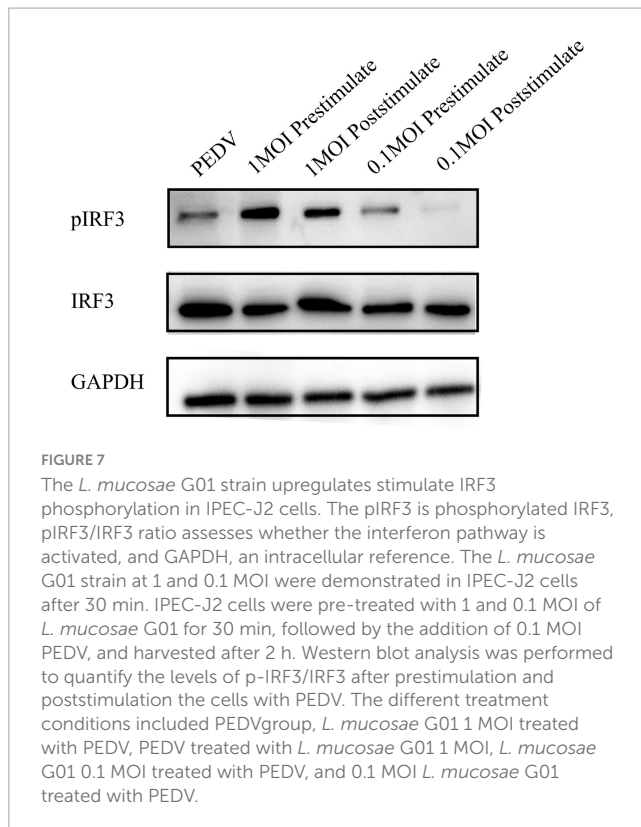 PEDV
1MOI Prestimulate
1MOI Poststimulate
0.1MOI Prestimulate
0.1MOI Poststimulate
pIRF3
IRF3
GAPDH
FIGURE 7
The L. mucosae G01 strain upregulates stimulate IRF3
phosphorylation in IPEC-J2 cells. The pIRF3 is phosphorylated IRF3,
pIRF3/IRF3 ratio assesses whether the interferon pathway is
activated, and GAPDH, an intracellular reference. The L. mucosae
G01 strain at 1 and 0.1 MOI were demonstrated in IPEC-J2 cells
after 30 min. IPEC-J2 cells were pre-treated with 1 and 0.1 MOI of
L. mucosae G01 for 30 min, followed by the addition of 0.1 MOI
PEDV, and harvested after 2 h. Western blot analysis was performed
to quantify the levels of p-IRF3/IRF3 after prestimulation and
poststimulation the cells with PEDV. The different treatment
conditions included PEDVgroup, L. mucosae G01 1 MOI treated
with PEDV, PEDV treated with L. mucosae G01 1 MOI, L. mucosae
G01 0.1 MOI treated with PEDV, and 0.1 MOI L. mucosae G01
treated with PEDV.